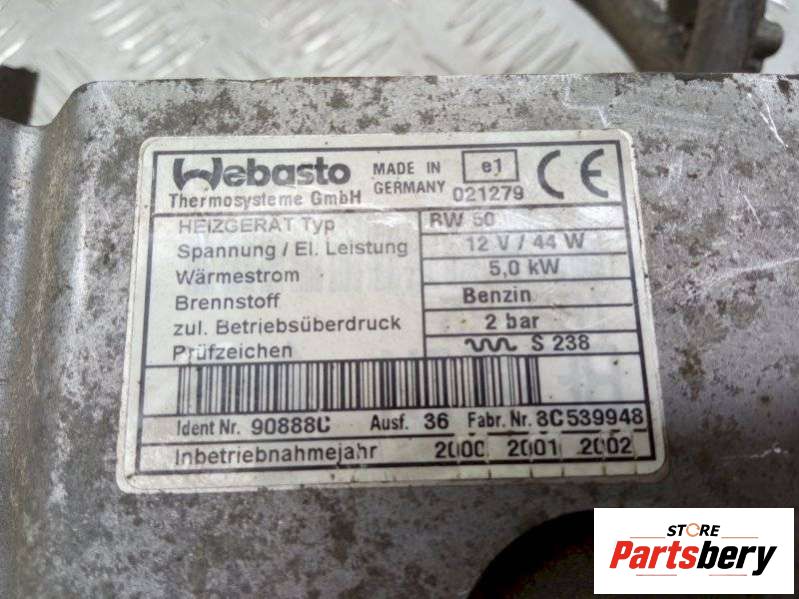 Webasto
Thermosysteme GmbH
MADE IN
GERMANY
e1
021279
CE
HEIZGERÄT Typ BW 50
Spannung / El. Leistung 12 V / 44 W
Wärmestrom 5,0 kW
Brennstoff Benzin
zul. Betriebsüberdruck 2 bar
Prüfzeichen S 238
Ident Nr. 90888C Ausf. 36 Fabr. Nr. 8C539948
Inbetriebnahmejahr 2000 2001 2002
STORE
Partsbery